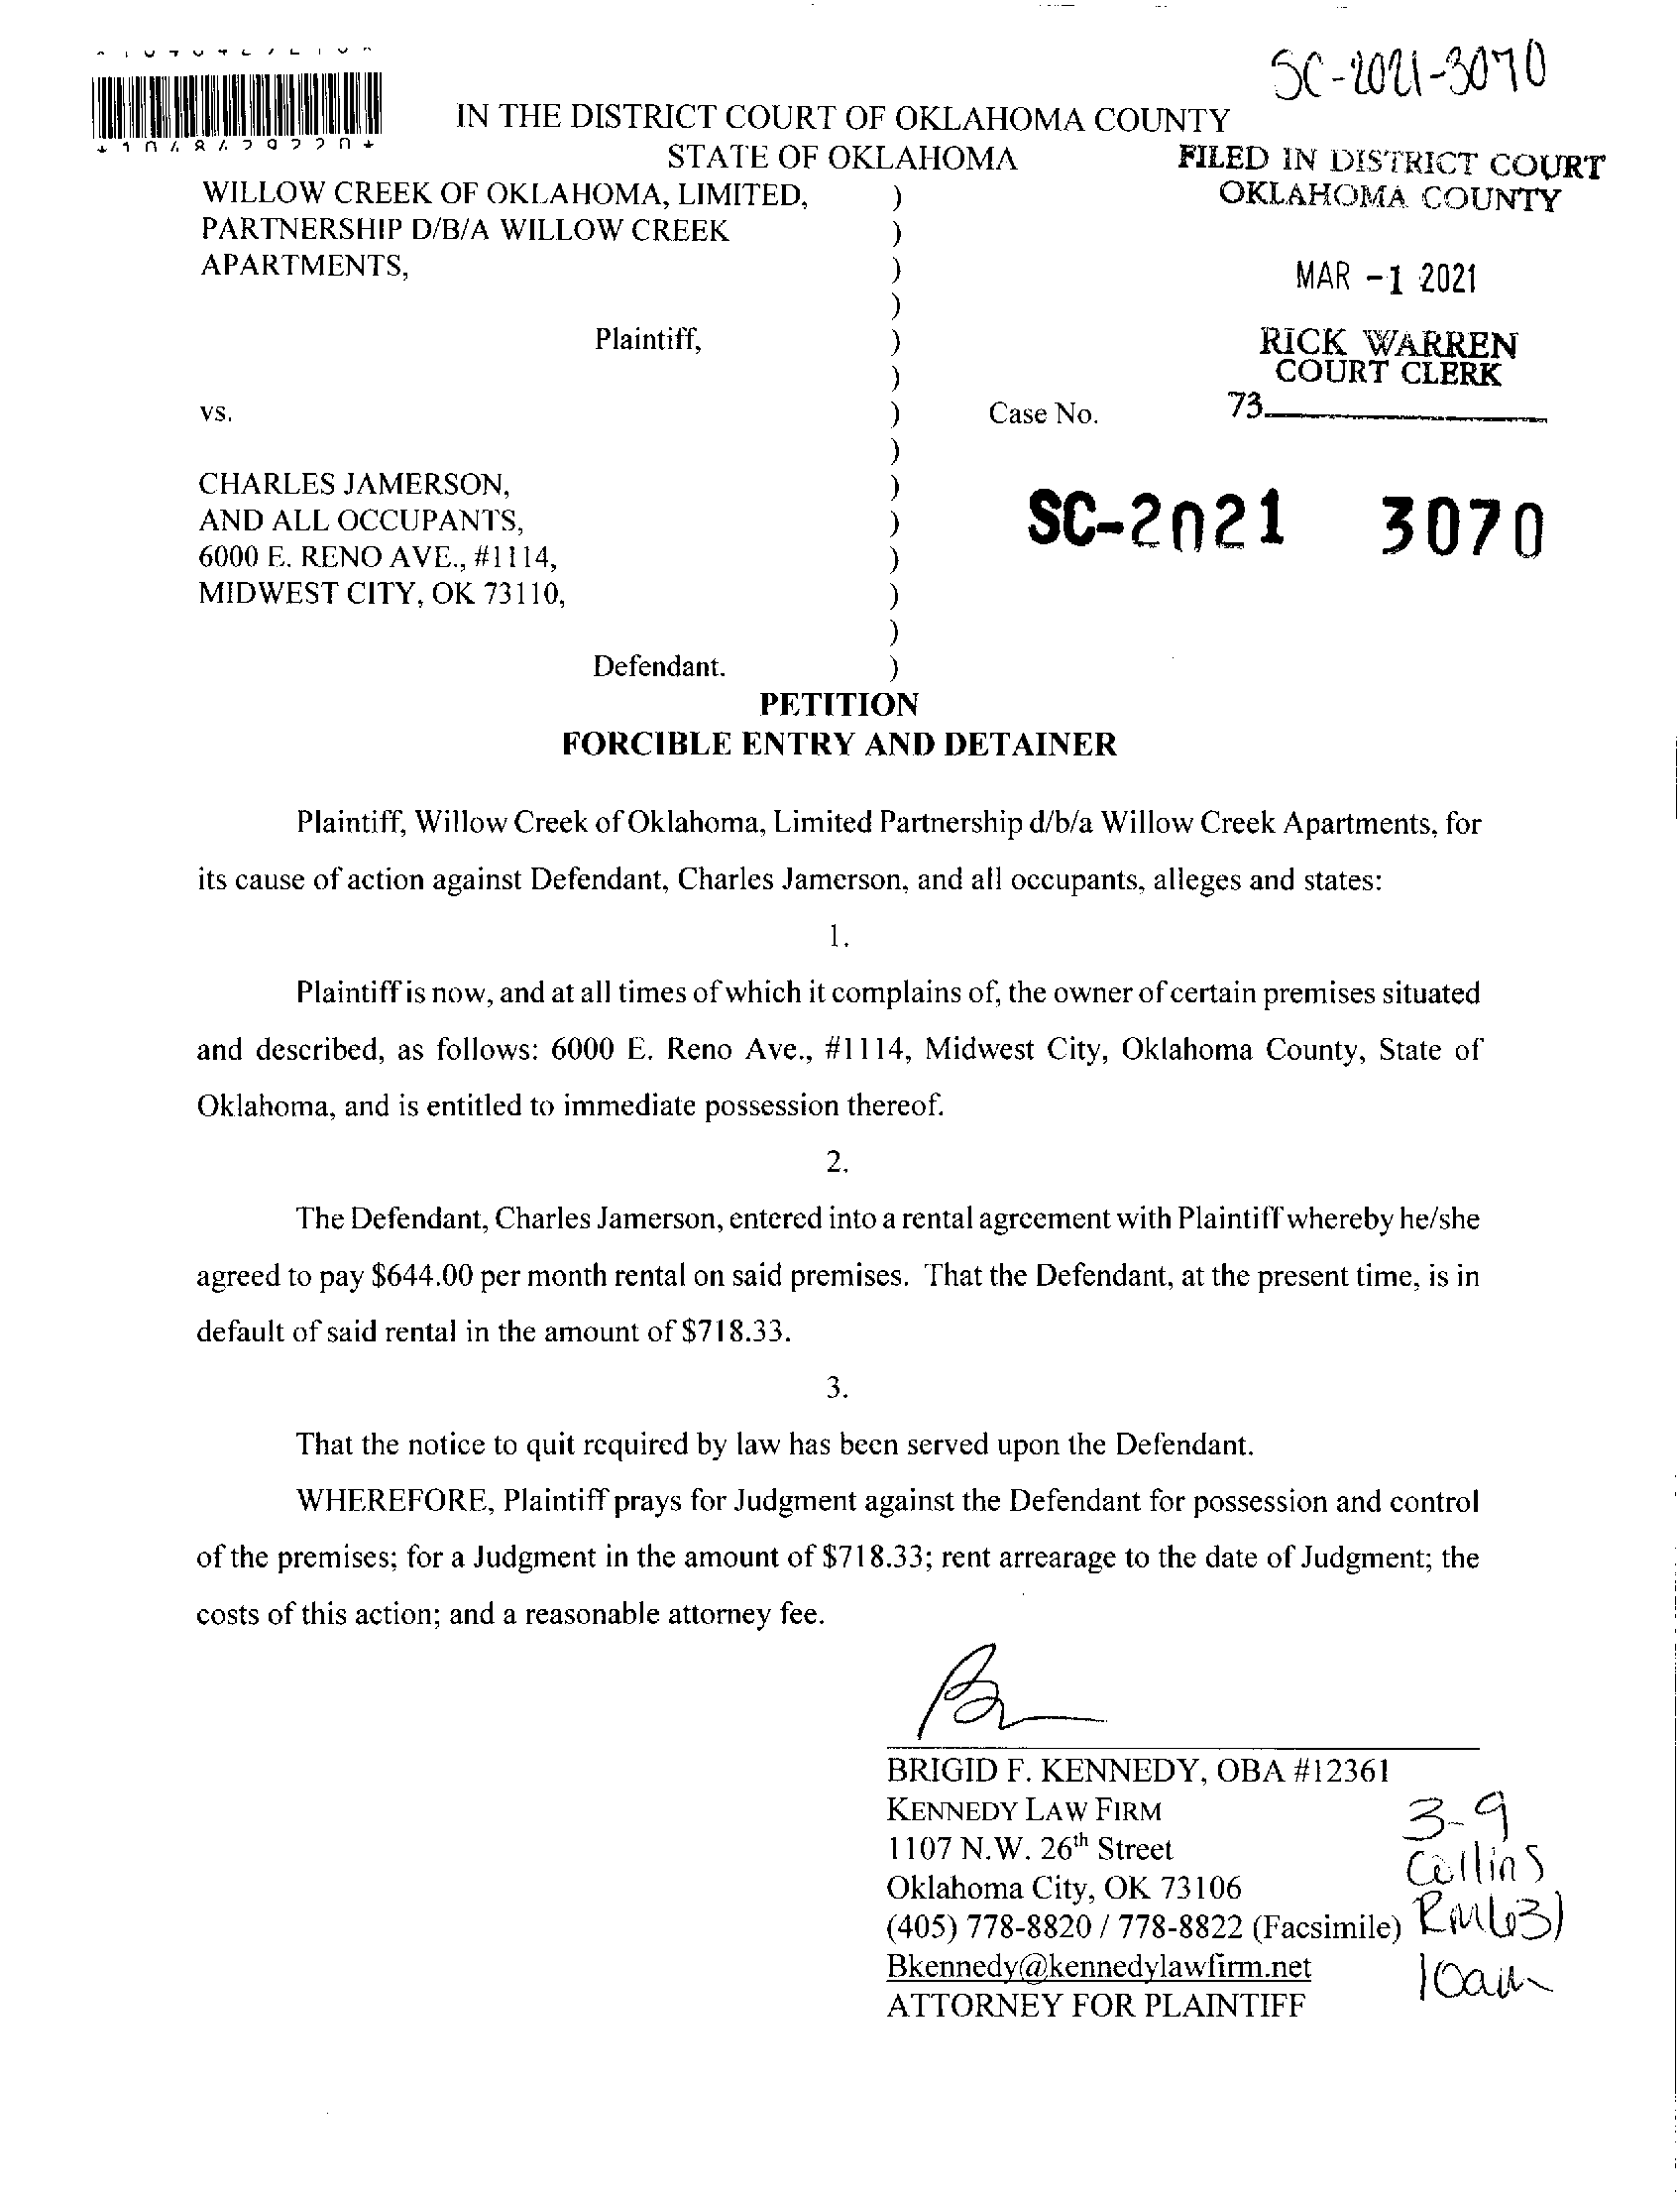 SC-2021-3070
IN THE DISTRICT COURT OF OKLAHOMA COUNTY
STATE OF OKLAHOMA
FILED IN DISTRICT COURT
OKLAHOMA COUNTY
MAR -1 2021
RICK WARREN
COURT CLERK
73
WILLOW CREEK OF OKLAHOMA, LIMITED, )
PARTNERSHIP D/B/A WILLOW CREEK )
APARTMENTS, )
)
Plaintiff, )
)
vs. ) Case No.
)
CHARLES JAMERSON, )
AND ALL OCCUPANTS, ) SC-2021 3070
6000 E. RENO AVE., #1114, )
MIDWEST CITY, OK 73110, )
)
Defendant. )
PETITION
FORCIBLE ENTRY AND DETAINER
Plaintiff, Willow Creek of Oklahoma, Limited Partnership d/b/a Willow Creek Apartments, for
its cause of action against Defendant, Charles Jamerson, and all occupants, alleges and states:
1.
Plaintiff is now, and at all times of which it complains of, the owner of certain premises situated
and described, as follows: 6000 E. Reno Ave., #1114, Midwest City, Oklahoma County, State of
Oklahoma, and is entitled to immediate possession thereof.
2.
The Defendant, Charles Jamerson, entered into a rental agreement with Plaintiff whereby he/she
agreed to pay $644.00 per month rental on said premises. That the Defendant, at the present time, is in
default of said rental in the amount of $718.33.
3.
That the notice to quit required by law has been served upon the Defendant.
WHEREFORE, Plaintiff prays for Judgment against the Defendant for possession and control
of the premises; for a Judgment in the amount of $718.33; rent arrearage to the date of Judgment; the
costs of this action; and a reasonable attorney fee.
BRIGID F. KENNEDY, OBA #12361
KENNEDY LAW FIRM
1107 N.W. 26th Street
Oklahoma City, OK 73106
(405) 778-8820 / 778-8822 (Facsimile)
Bkennedy@kennedylawfirm.net
ATTORNEY FOR PLAINTIFF
3-9
Collins
RM631
10am